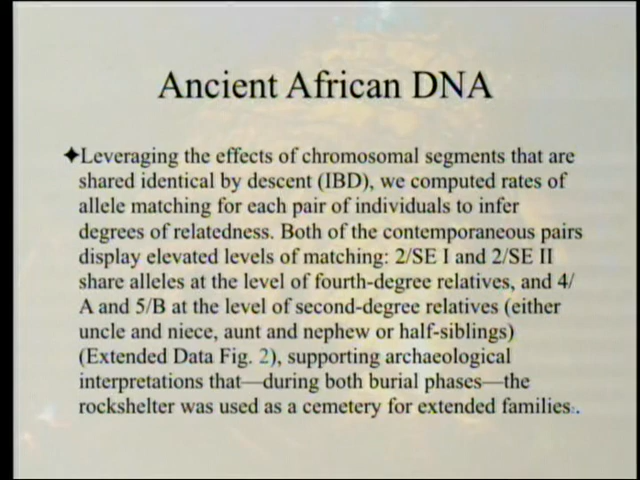 Ancient African DNA
✦Leveraging the effects of chromosomal segments that are
shared identical by descent (IBD), we computed rates of
allele matching for each pair of individuals to infer
degrees of relatedness. Both of the contemporaneous pairs
display elevated levels of matching: 2/SE I and 2/SE II
share alleles at the level of fourth-degree relatives, and 4/
A and 5/B at the level of second-degree relatives (either
uncle and niece, aunt and nephew or half-siblings)
(Extended Data Fig. 2), supporting archaeological
interpretations that—during both burial phases—the
rockshelter was used as a cemetery for extended families:.